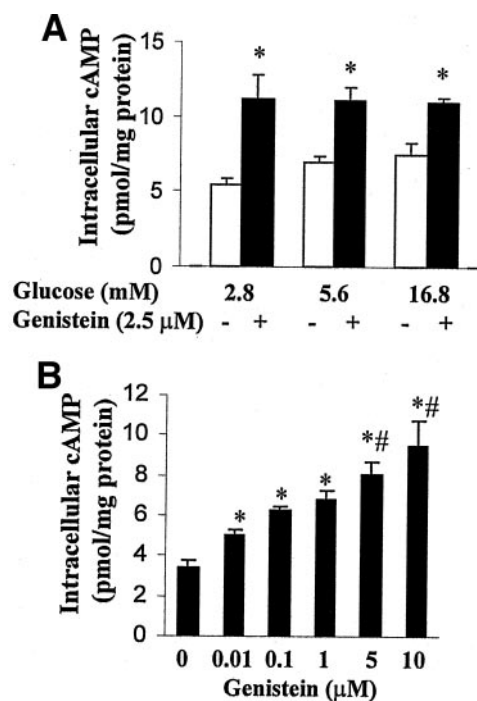 A
Intracellular cAMP
(pmol/mg protein)
15
10
5
0
* * *
Glucose (mM) 2.8 5.6 16.8
Genistein (2.5 μM) - + - + - +
B
Intracellular cAMP
(pmol/mg protein)
12
10
8
6
4
2
0
* * * *# *#
0 0.01 0.1 1 5 10
Genistein (μM)